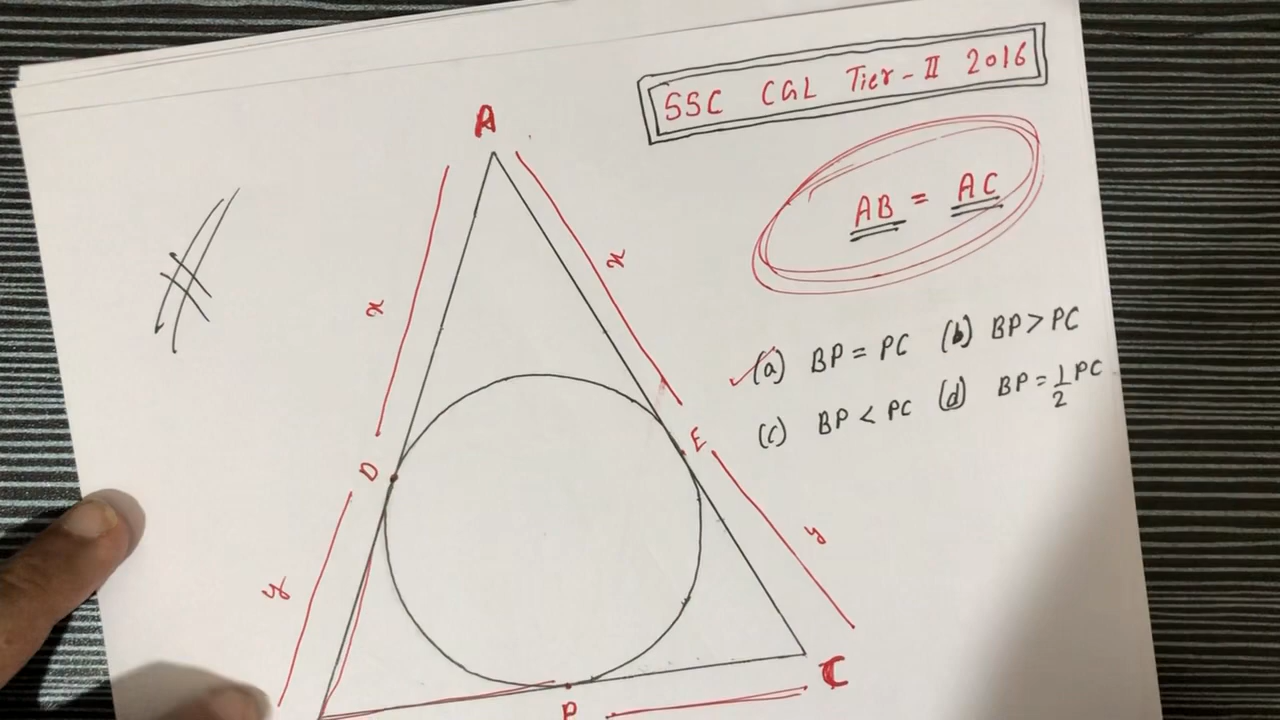 SSC CGL Tier-II 2016
A
AB = AC
x
x
(a) BP = PC (b) BP > PC
(c) BP < PC (d) BP = 1/2 PC
D
E
y
y
C
P